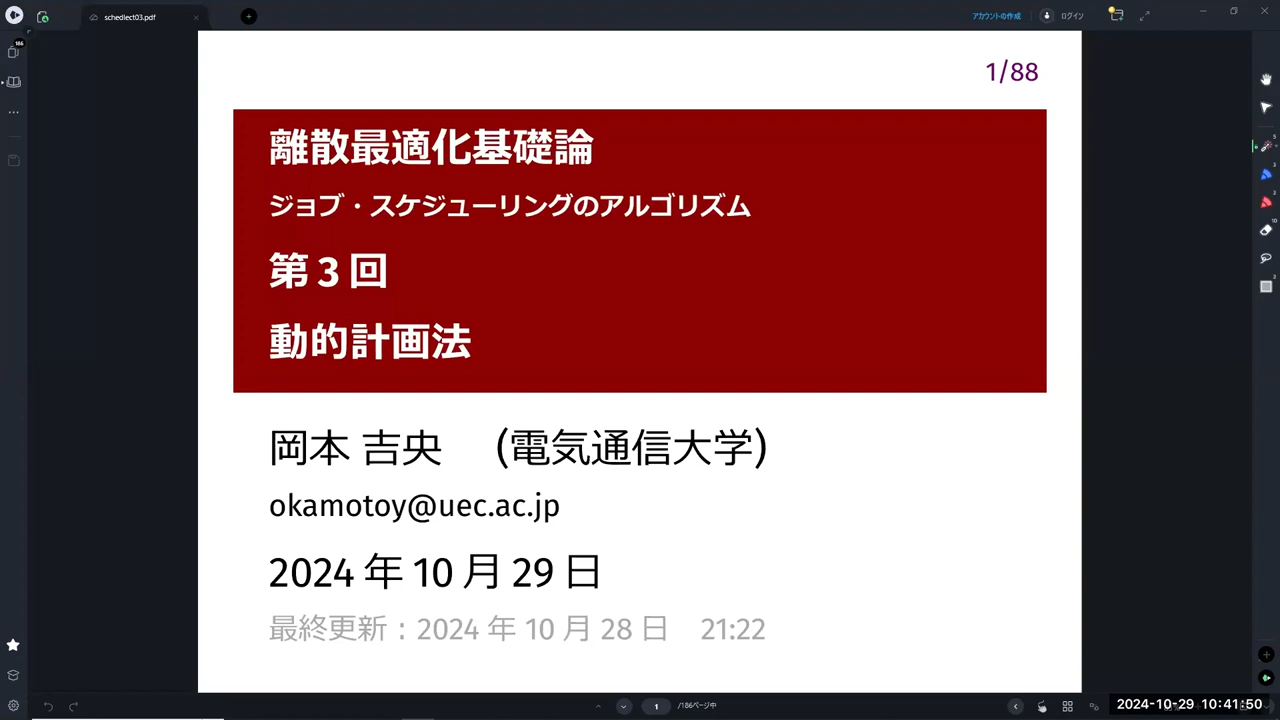 schedlect03.pdf
アカウントの作成
ログイン
186
1/88
離散最適化基礎論
ジョブ・スケジューリングのアルゴリズム
第 3 回
動的計画法
岡本 吉央 (電気通信大学)
okamotoy@uec.ac.jp
2024 年 10 月 29 日
最終更新：2024 年 10 月 28 日 21:22
1
/186ページ中
2024-10-29 10:41:50